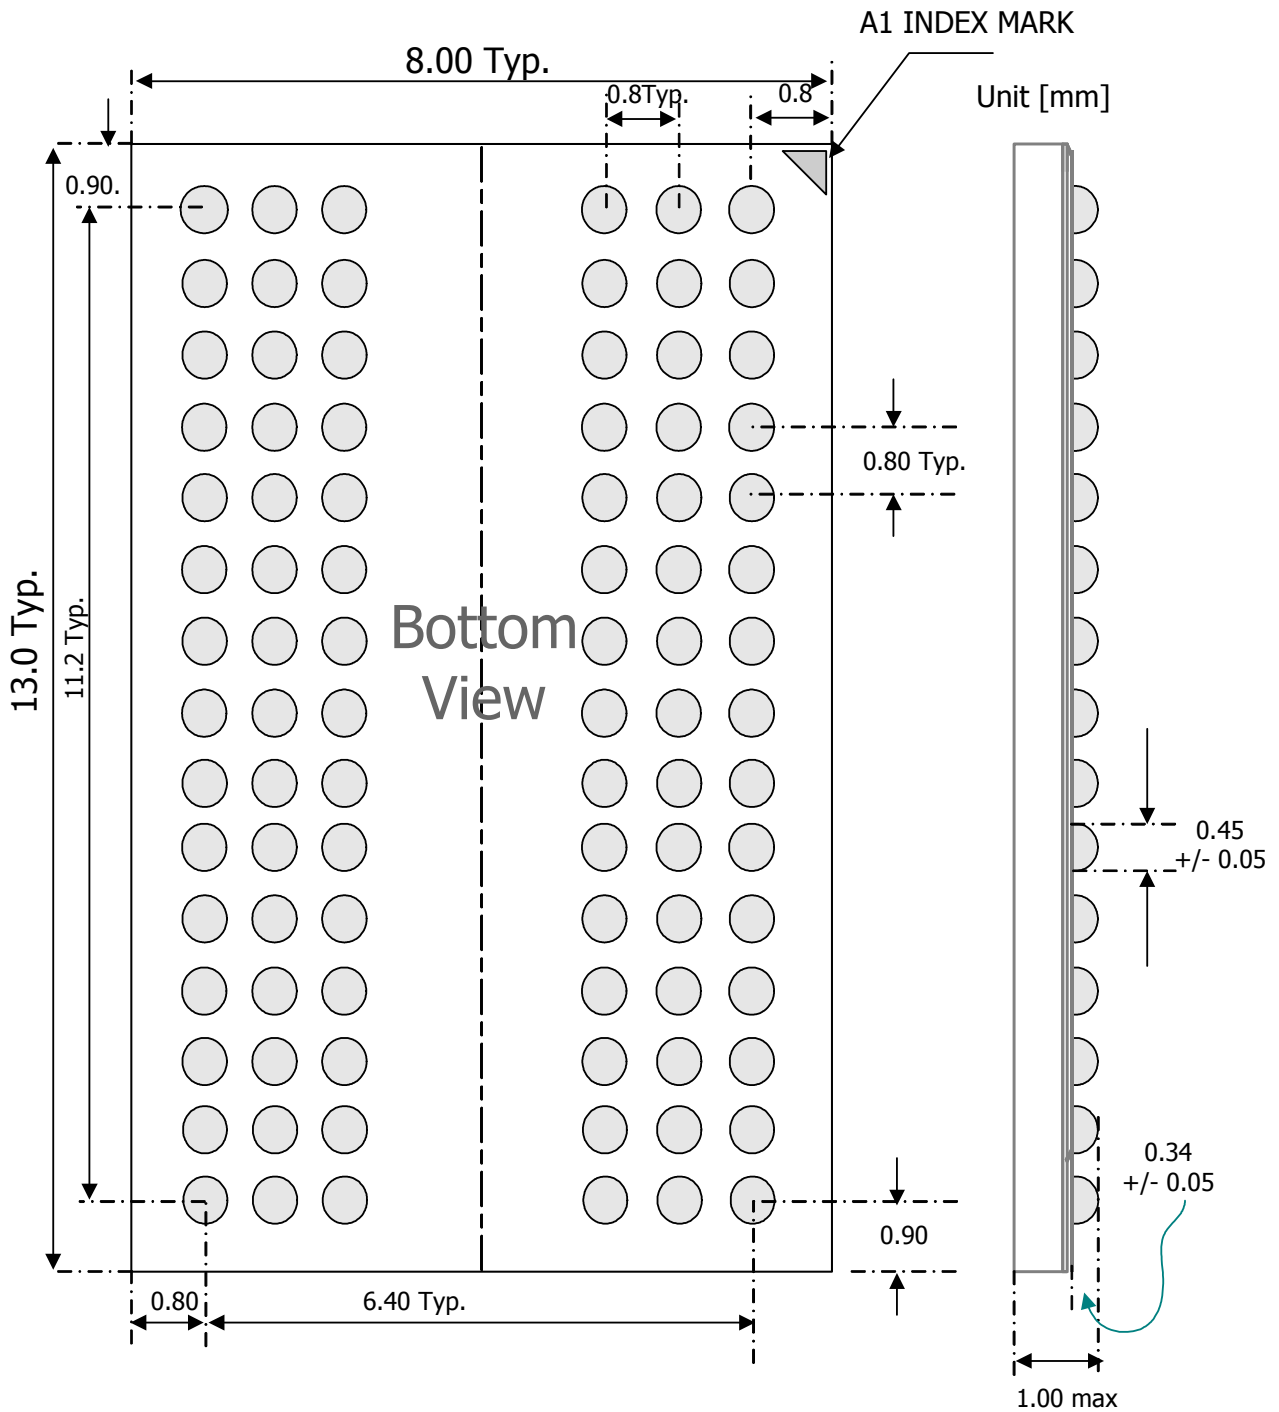 A1 INDEX MARK
8.00 Typ.
0.8Typ.
0.8
Unit [mm]
0.90.
0.80 Typ.
13.0 Typ.
11.2 Typ.
Bottom
View
0.45
+/- 0.05
0.34
+/- 0.05
0.90
0.80
6.40 Typ.
1.00 max